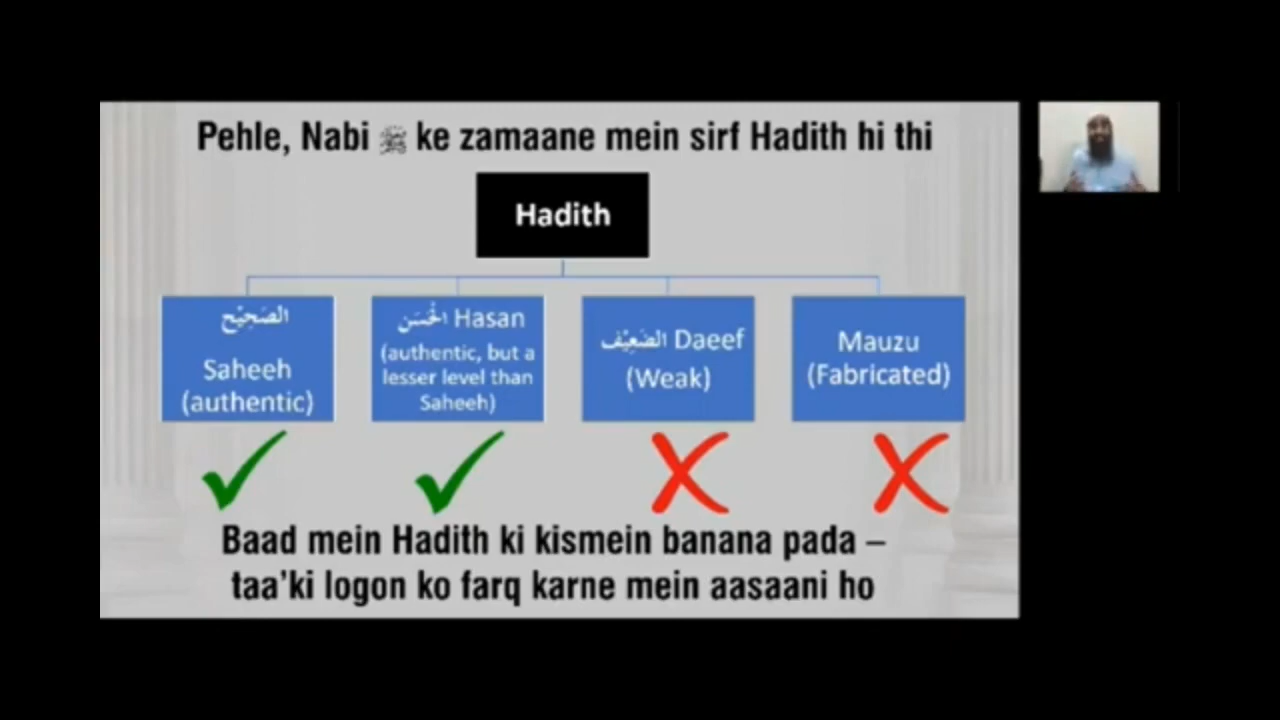 Pehle, Nabi ﷺ ke zamaane mein sirf Hadith hi thi
Hadith
الصَحِيْح
Saheeh
(authentic)
الْحَسَن Hasan
(authentic, but a
lesser level than
Saheeh)
الضَعِيْف Daeef
(Weak)
Mauzu
(Fabricated)
Baad mein Hadith ki kismein banana pada –
taa'ki logon ko farq karne mein aasaani ho